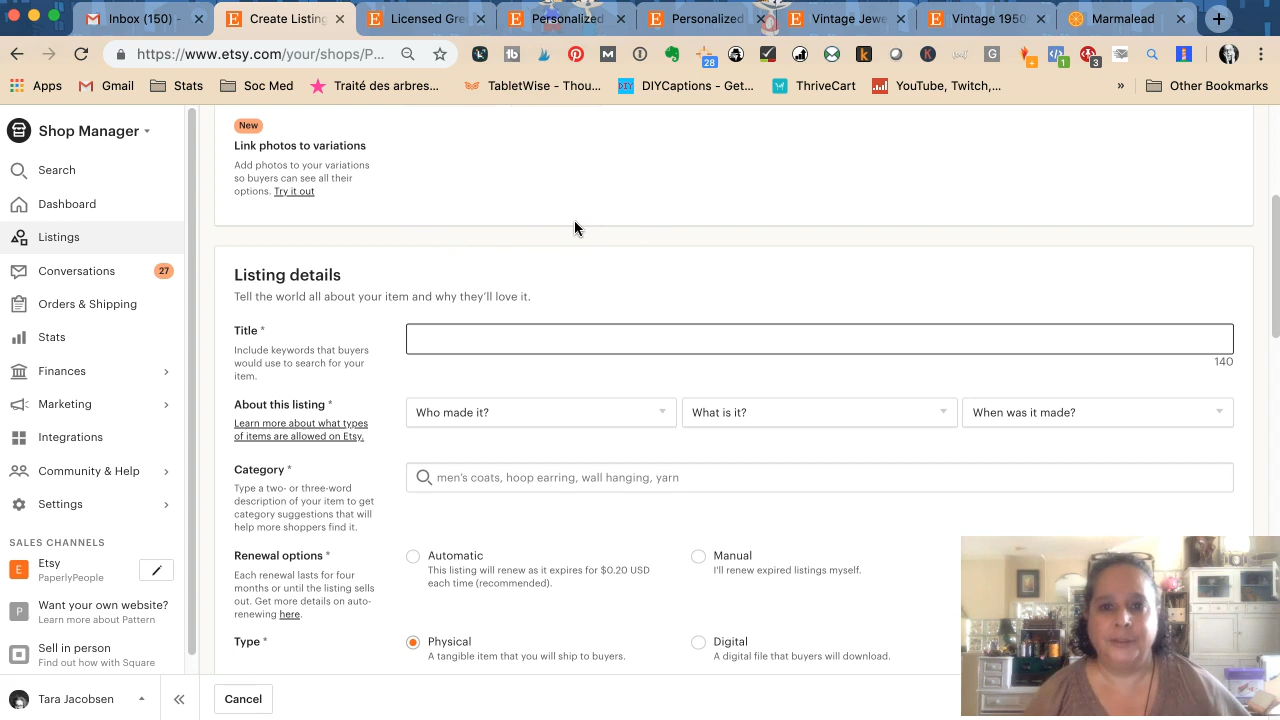 Inbox (150) -
Create Listing
Licensed Gre
Personalized
Personalized
Vintage Jewe
Vintage 1950
Marmalead
https://www.etsy.com/your/shops/P...
28
1
3
Apps
Gmail
Stats
Soc Med
Traité des arbres...
TabletWise - Thou...
DIYCaptions - Get...
ThriveCart
YouTube, Twitch,...
»
Other Bookmarks
Shop Manager
Search
Dashboard
Listings
Conversations 27
Orders & Shipping
Stats
Finances
Marketing
Integrations
Community & Help
Settings
SALES CHANNELS
Etsy
PaperlyPeople
Want your own website?
Learn more about Pattern
Sell in person
Find out how with Square
Tara Jacobsen
New
Link photos to variations
Add photos to your variations
so buyers can see all their
options. Try it out
Listing details
Tell the world all about your item and why they’ll love it.
Title *
Include keywords that buyers
would use to search for your
item.
140
About this listing *
Learn more about what types
of items are allowed on Etsy.
Who made it?
What is it?
When was it made?
Category *
Type a two- or three-word
description of your item to get
category suggestions that will
help more shoppers find it.
men's coats, hoop earring, wall hanging, yarn
Renewal options *
Each renewal lasts for four
months or until the listing sells
out. Get more details on auto-
renewing here.
Automatic
This listing will renew as it expires for $0.20 USD
each time (recommended).
Manual
I'll renew expired listings myself.
Type *
Physical
A tangible item that you will ship to buyers.
Digital
A digital file that buyers will download.
Cancel